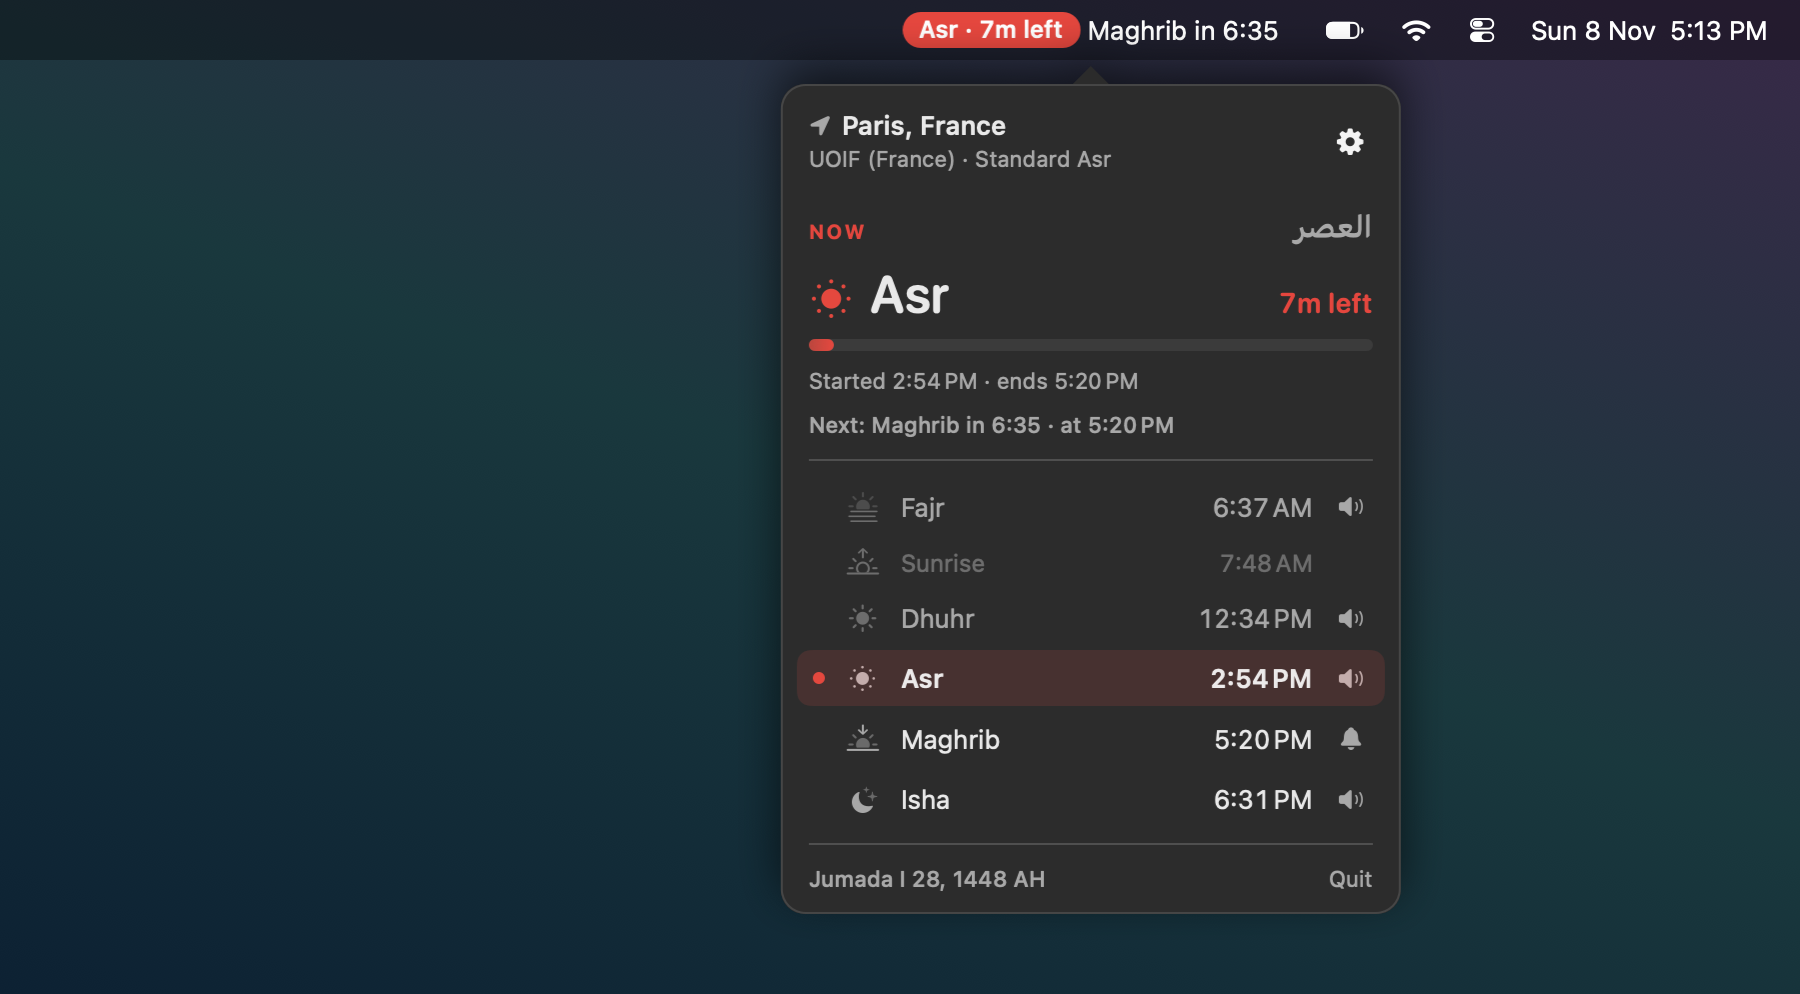 Asr · 7m left Maghrib in 6:35 Sun 8 Nov 5:13 PM
Paris, France
UOIF (France) · Standard Asr
NOW العصر
Asr 7m left
Started 2:54 PM · ends 5:20 PM
Next: Maghrib in 6:35 · at 5:20 PM
Fajr 6:37 AM
Sunrise 7:48 AM
Dhuhr 12:34 PM
Asr 2:54 PM
Maghrib 5:20 PM
Isha 6:31 PM
Jumada I 28, 1448 AH Quit